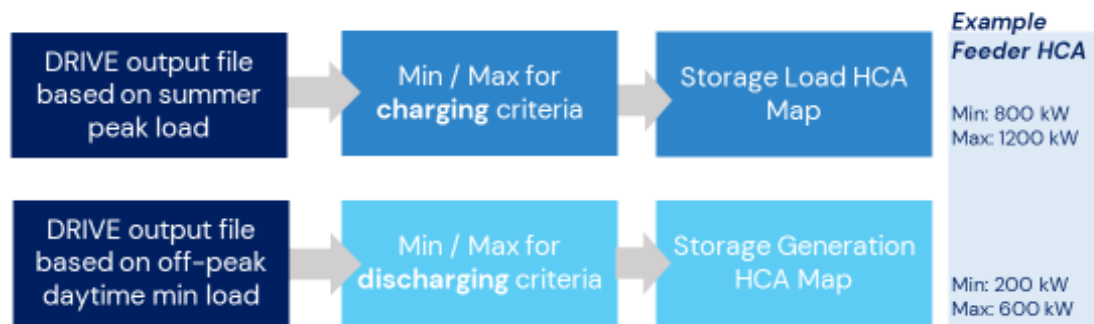 Example
Feeder HCA
DRIVE output file
based on summer
peak load
Min / Max for
charging criteria
Storage Load HCA
Map
Min: 800 kW
Max: 1200 kW
DRIVE output file
based on off-peak
daytime min load
Min / Max for
discharging criteria
Storage Generation
HCA Map
Min: 200 kW
Max: 600 kW